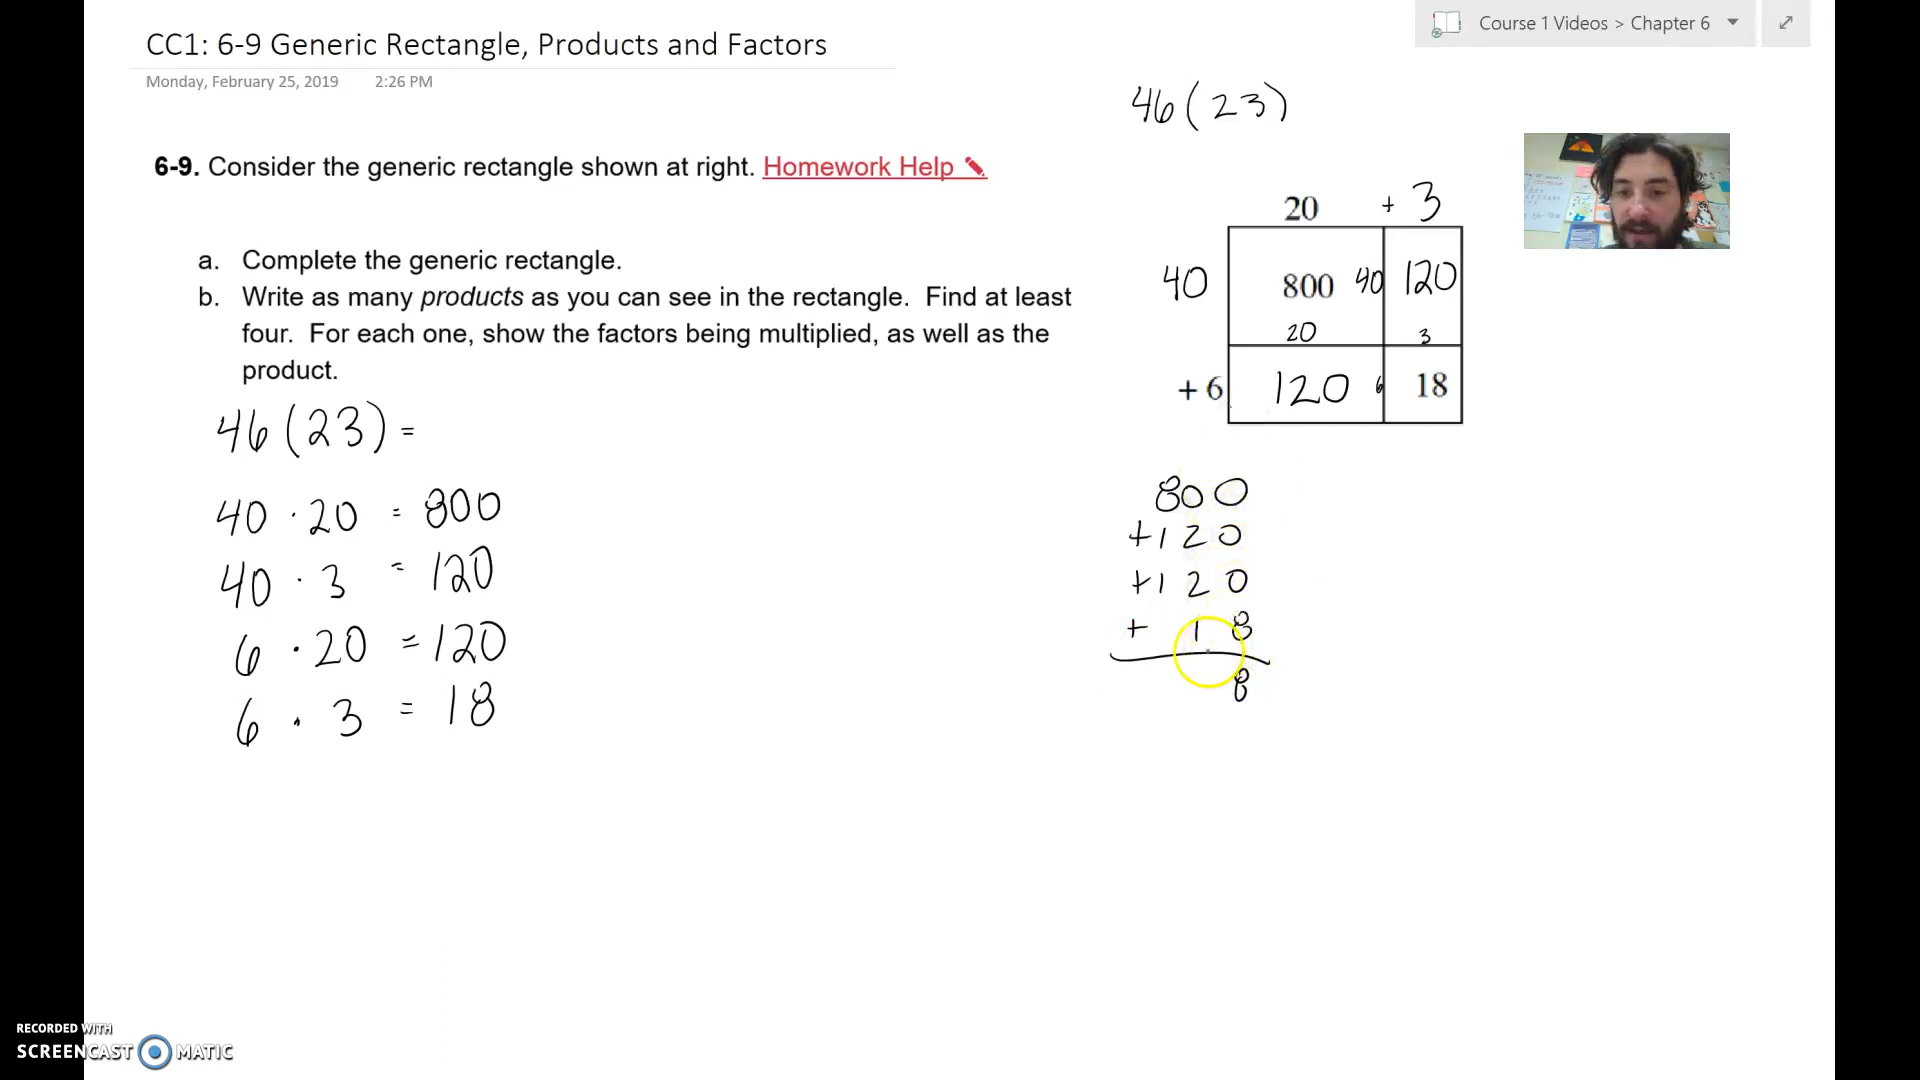 CC1: 6-9 Generic Rectangle, Products and Factors
Monday, February 25, 2019 2:26 PM
Course 1 Videos > Chapter 6
46(23)
6-9. Consider the generic rectangle shown at right. Homework Help
a. Complete the generic rectangle.
b. Write as many products as you can see in the rectangle. Find at least
four. For each one, show the factors being multiplied, as well as the
product.
46(23) =
40 · 20 = 800
40 · 3 = 120
6 · 20 = 120
6 · 3 = 18
20 + 3
40 800 40 120
20 3
+ 6 120 6 18
800
+120
+120
+ 18
8
RECORDED WITH
SCREENCAST MATIC